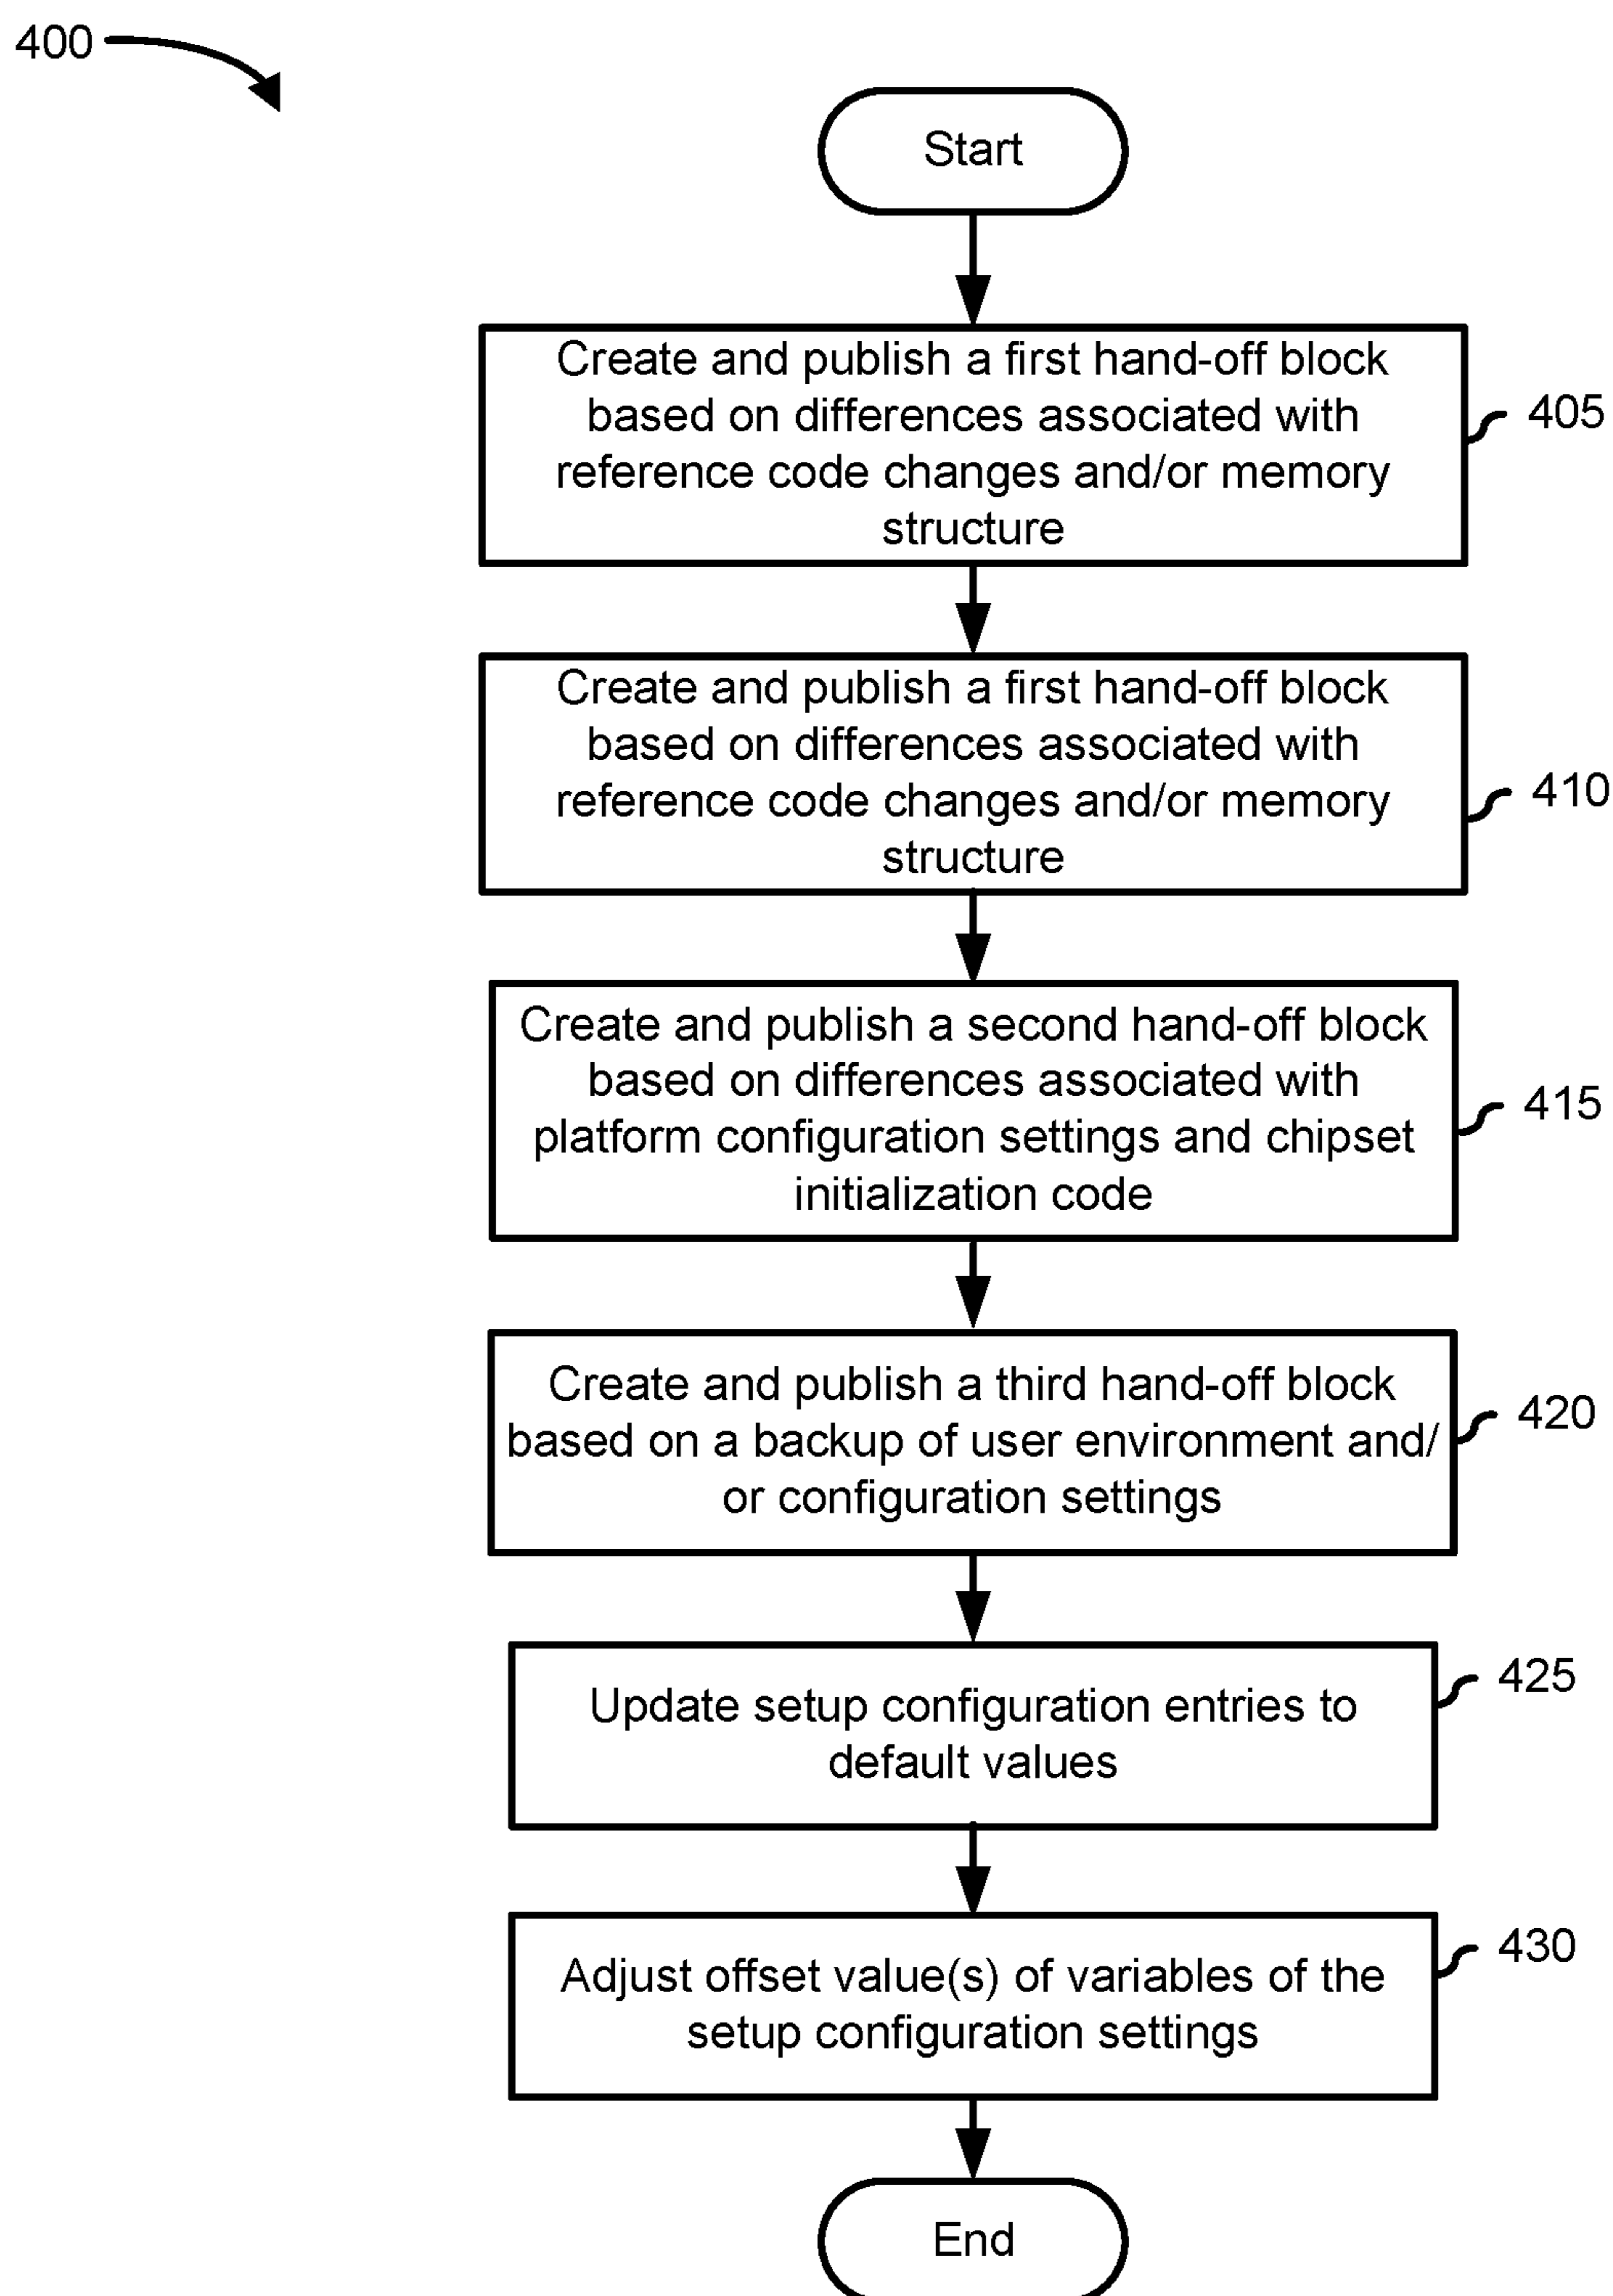 400
Start
Create and publish a first hand-off block
based on differences associated with
reference code changes and/or memory
structure
405
Create and publish a first hand-off block
based on differences associated with
reference code changes and/or memory
structure
410
Create and publish a second hand-off block
based on differences associated with
platform configuration settings and chipset
initialization code
415
Create and publish a third hand-off block
based on a backup of user environment and/
or configuration settings
420
Update setup configuration entries to
default values
425
Adjust offset value(s) of variables of the
setup configuration settings
430
End